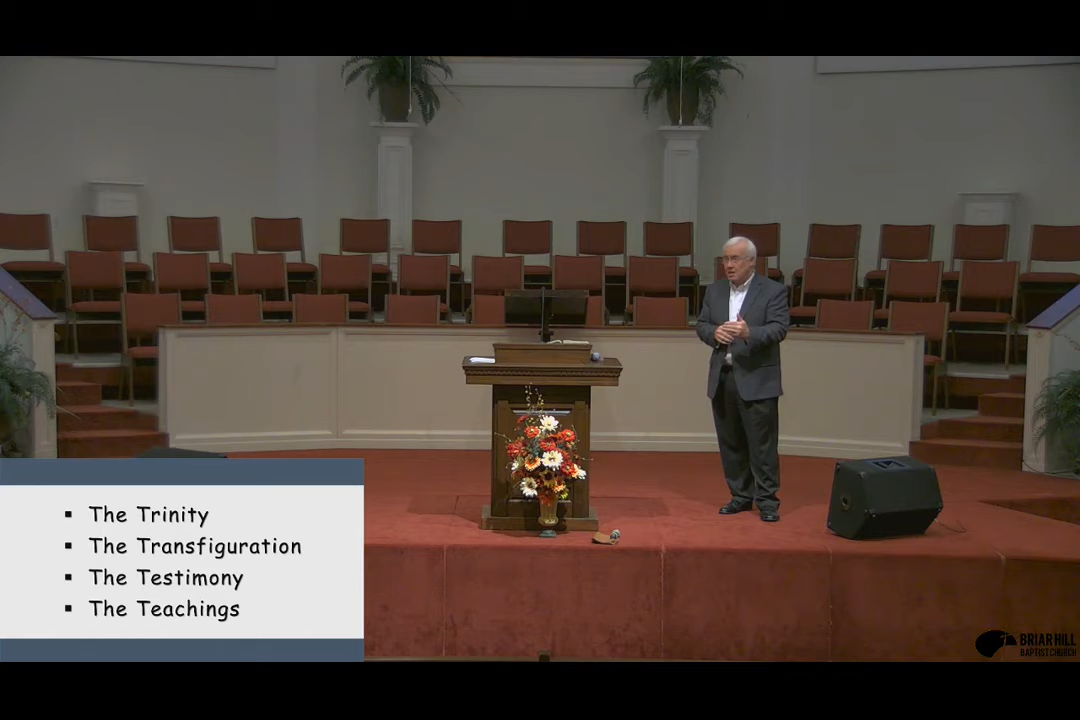 ▪ The Trinity
▪ The Transfiguration
▪ The Testimony
▪ The Teachings
BRIAR HILL
BAPTIST CHURCH